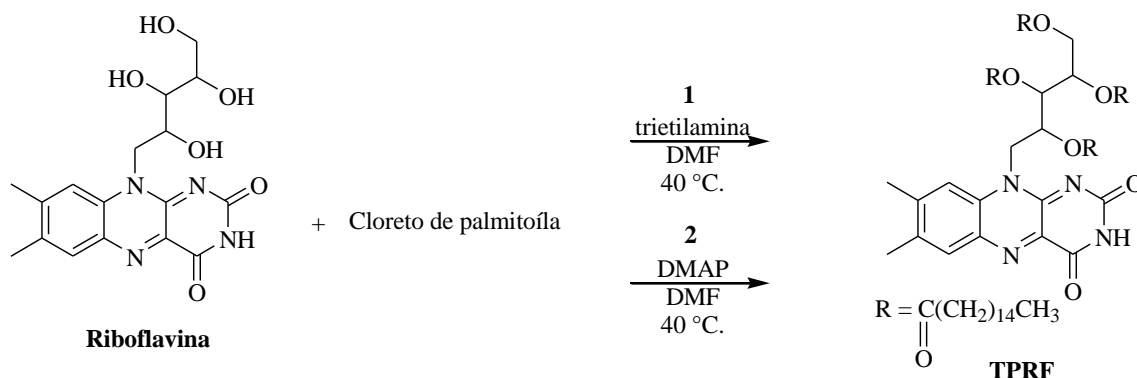 HO
HO
OH
OH
N
N
O
NH
N
O
Riboflavina
+ Cloreto de palmitoíla
1
trietilamina
DMF
40 °C.
2
DMAP
DMF
40 °C.
RO
RO
OR
OR
N
N
O
NH
N
O
R = C(CH2)14CH3
O
TPRF